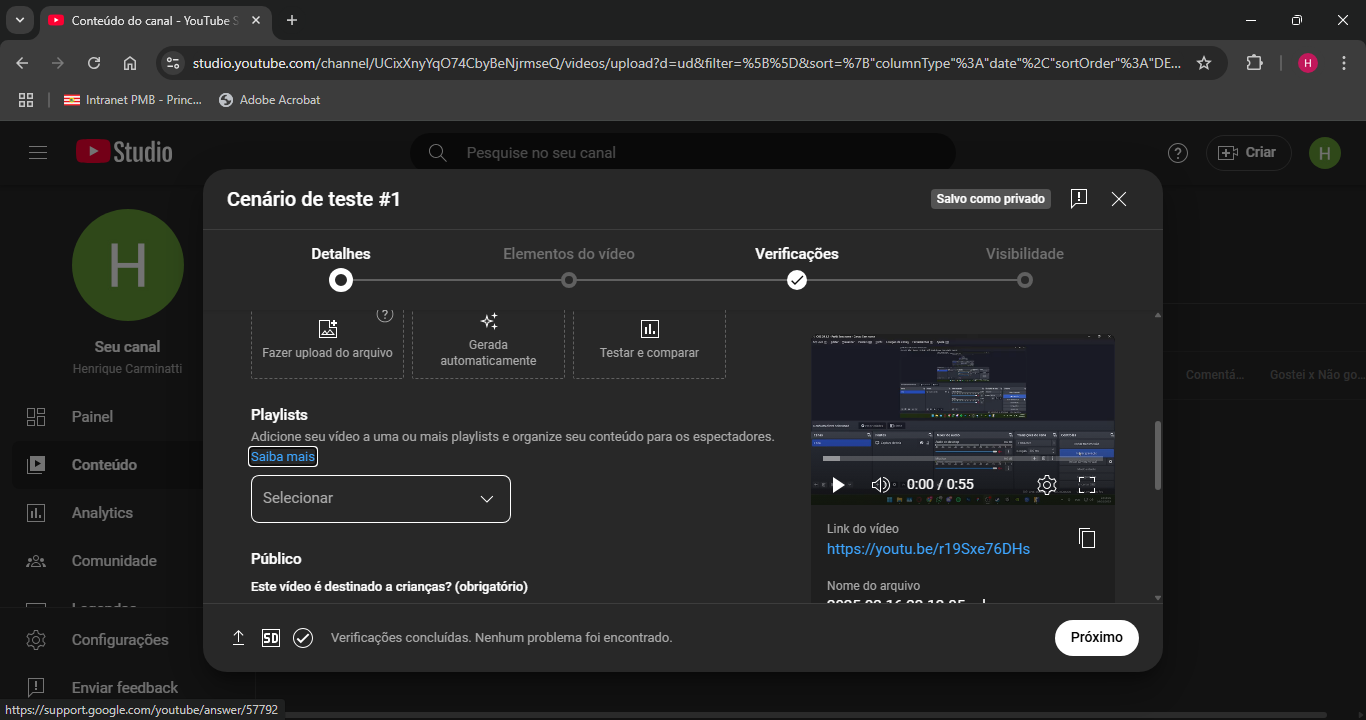 Conteúdo do canal - YouTube S
studio.youtube.com/channel/UCixXnyYqO74CbyBeNjrmseQ/videos/upload?d=ud&filter=%5B%5D&sort=%7B"columnType"%3A"date"%2C"sortOrder"%3A"DE...
H
Intranet PMB - Princ...
Adobe Acrobat
Studio
Pesquise no seu canal
Criar
H
Cenário de teste #1
Salvo como privado
Detalhes
Elementos do vídeo
Verificações
Visibilidade
H
Seu canal
Henrique Carminatti
Painel
Conteúdo
Analytics
Comunidade
Configurações
Enviar feedback
Fazer upload do arquivo
Gerada
automaticamente
Testar e comparar
Playlists
Adicione seu vídeo a uma ou mais playlists e organize seu conteúdo para os espectadores.
Saiba mais
Selecionar
Público
Este vídeo é destinado a crianças? (obrigatório)
0:00 / 0:55
Link do vídeo
https://youtu.be/r19Sxe76DHs
Nome do arquivo
Comentá...
Gostei x Não go...
SD
Verificações concluídas. Nenhum problema foi encontrado.
Próximo
https://support.google.com/youtube/answer/57792